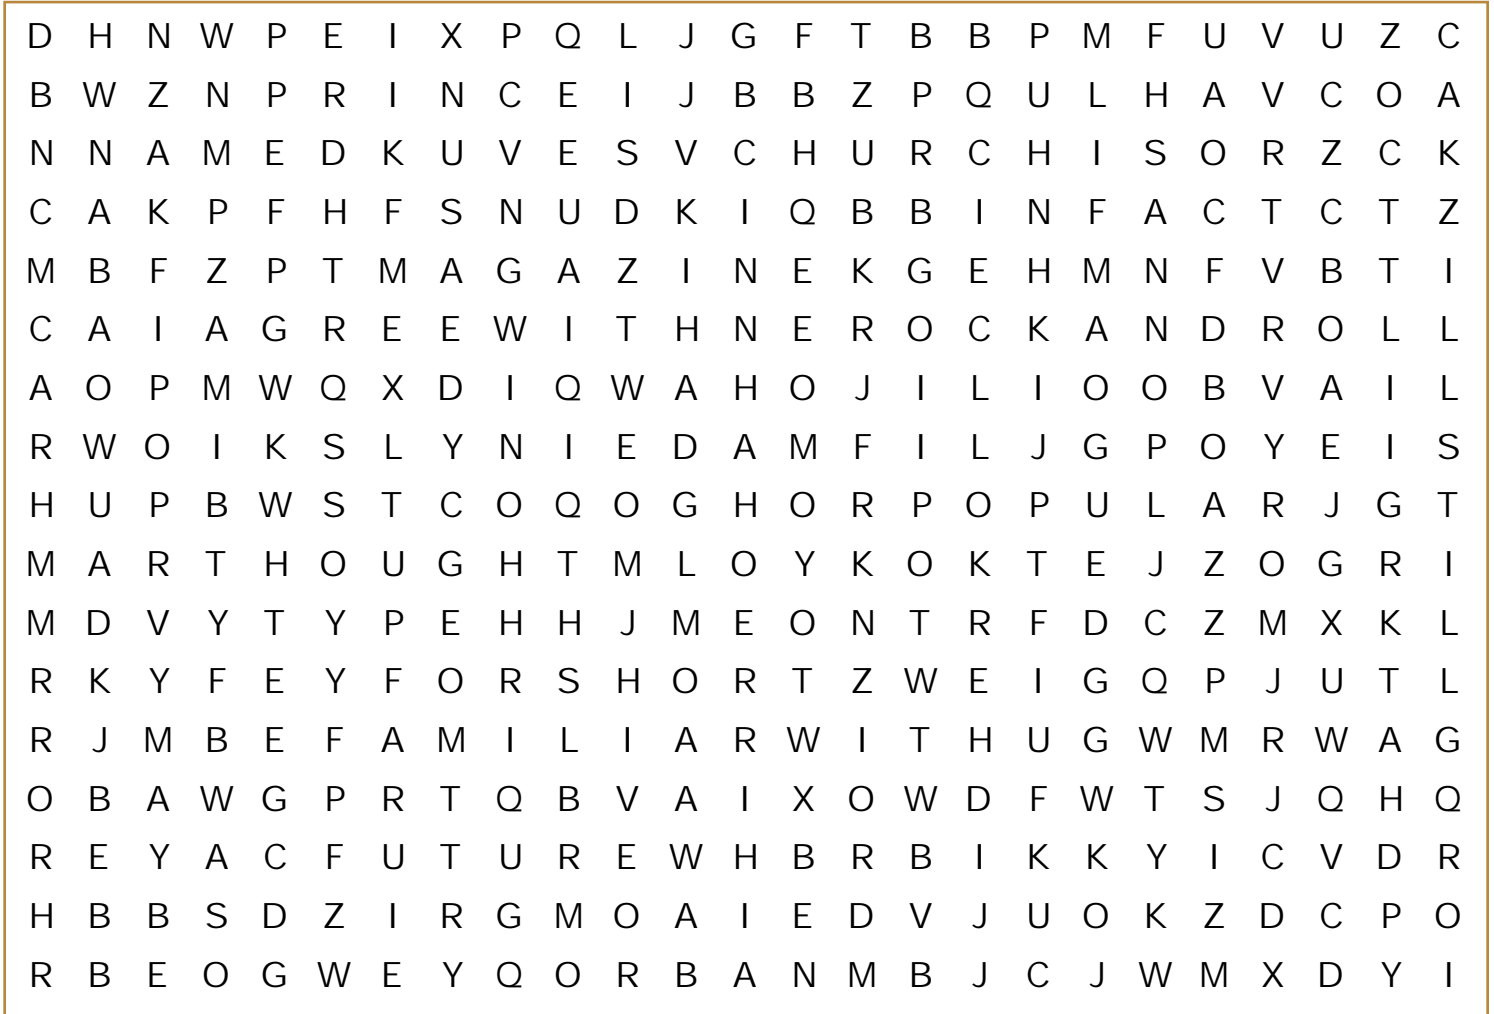 D H N W P E I X P Q L J G F T B B P M F U V U Z C
B W Z N P R I N C E I J B B Z P Q U L H A V C O A
N N A M E D K U V E S V C H U R C H I S O R Z C K
C A K P F H F S N U D K I Q B B I N F A C T C T Z
M B F Z P T M A G A Z I N E K G E H M N F V B T I
C A I A G R E E W I T H N E R O C K A N D R O L L
A O P M W Q X D I Q W A H O J I L I O O B V A I L
R W O I K S L Y N I E D A M F I L J G P O Y E I S
H U P B W S T C O Q O G H O R P O P U L A R J G T
M A R T H O U G H T M L O Y K O K T E J Z O G R I
M D V Y T Y P E H H J M E O N T R F D C Z M X K L
R K Y F E Y F O R S H O R T Z W E I G Q P J U T L
R J M B E F A M I L I A R W I T H U G W M R W A G
O B A W G P R T Q B V A I X O W D F W T S J Q H Q
R E Y A C F U T U R E W H B R B I K K Y I C V D R
H B B S D Z I R G M O A I E D V J U O K Z D C P O
R B E O G W E Y Q O R B A N M B J C J W M X D Y I